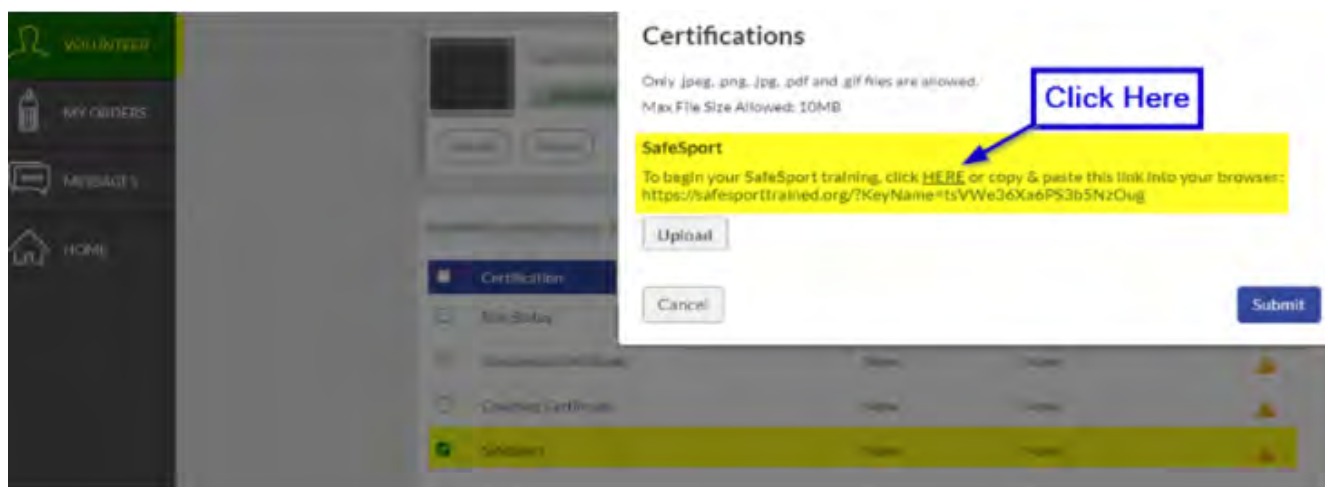 VOLUNTEER
MY ORDERS
MESSAGES
HOME
Certifications
Only .jpeg, .png, .jpg, .pdf and .gif files are allowed.
Max File Size Allowed: 10MB
Click Here
SafeSport
To begin your SafeSport training, click HERE or copy & paste this link into your browser:
https://safesporttrained.org/?KeyName=tsVWe36Xa6PS3b5NzOug
Upload
Cancel
Submit
Certification
SafeSport